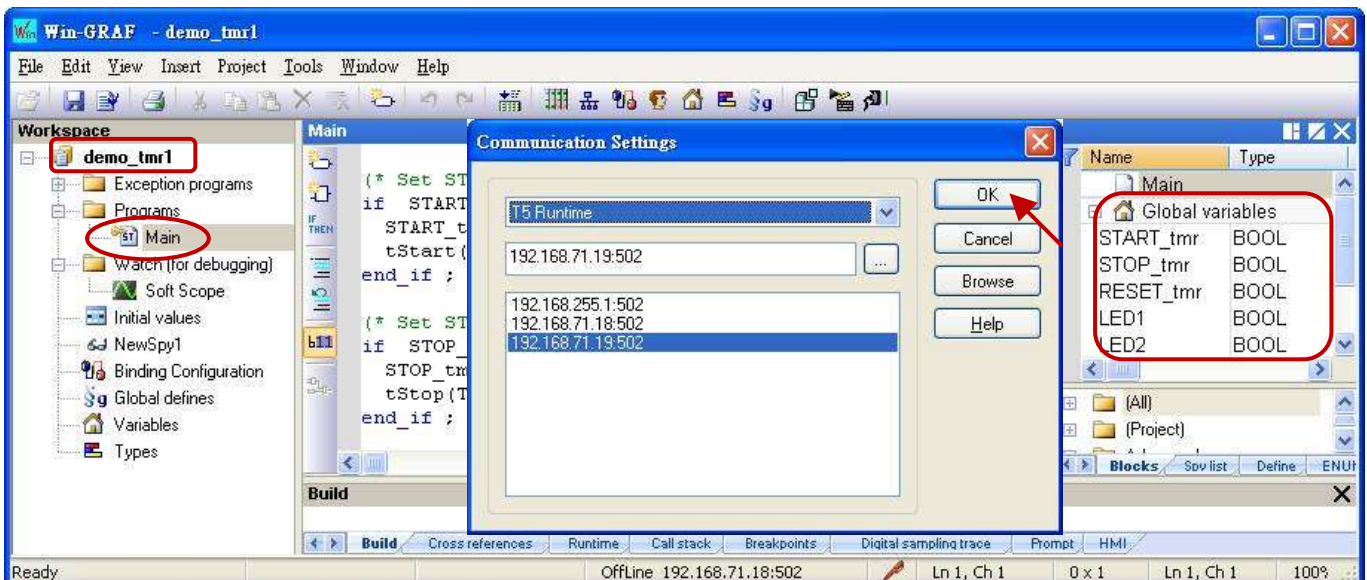 Win-GRAF - demo_tmr1
File Edit View Insert Project Tools Window Help
Workspace
demo_tmr1
Exception programs
Programs
Main
Watch (for debugging)
Soft Scope
Initial values
NewSpy1
Binding Configuration
Global defines
Variables
Types
Main
IF
THEN
(* Set ST
if START
START_t
tStart(
end_if ;
(* Set ST
if STOP_
STOP_tm
tStop(T
end_if ;
Communication Settings
T5 Runtime
192.168.71.19:502
...
192.168.255.1:502
192.168.71.18:502
192.168.71.19:502
OK
Cancel
Browse
Help
Name Type
Main
Global variables
START_tmr BOOL
STOP_tmr BOOL
RESET_tmr BOOL
LED1 BOOL
LED2 BOOL
(All)
(Project)
Blocks Spy list Define ENUM
Build
Build Cross references Runtime Call stack Breakpoints Digital sampling trace Prompt HMI
Ready OffLine 192.168.71.18:502 Ln 1, Ch 1 0 x 1 Ln 1, Ch 1 100%